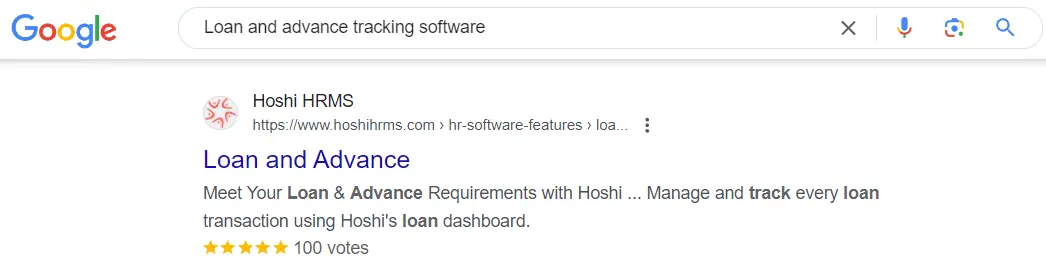 Google
Loan and advance tracking software
Hoshi HRMS
https://www.hoshihrms.com › hr-software-features › loa...
Loan and Advance
Meet Your Loan & Advance Requirements with Hoshi ... Manage and track every loan
transaction using Hoshi's loan dashboard.
100 votes